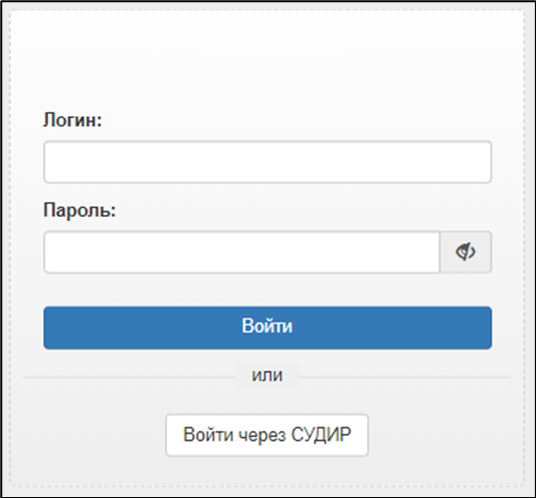 Логин:
Пароль:
Войти
или
Войти через СУДИР